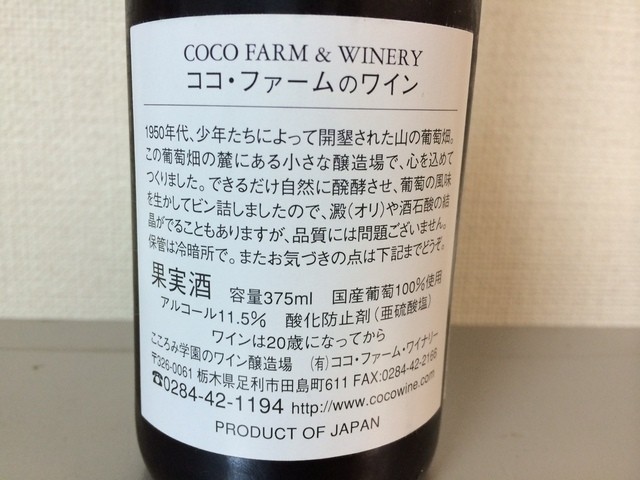 COCO FARM & WINERY
ココ・ファームのワイン
1950年代、少年たちによって開墾された山の葡萄畑。
この葡萄畑の麓にある小さな醸造場で、心を込めて
つくりました。できるだけ自然に醗酵させ、葡萄の風味
を生かしてビン詰しましたので、澱(オリ)や酒石酸の結
晶がでることもありますが、品質には問題ございません。
保管は冷暗所で。またお気づきの点は下記までどうぞ。
果実酒 容量375ml 国産葡萄100%使用
アルコール11.5% 酸化防止剤(亜硫酸塩)
ワインは20歳になってから
こころみ学園のワイン醸造場 (有)ココ・ファーム・ワイナリー
〒326-0061 栃木県足利市田島町611 FAX:0284-42-2166
☎0284-42-1194 http://www.cocowine.com
PRODUCT OF JAPAN